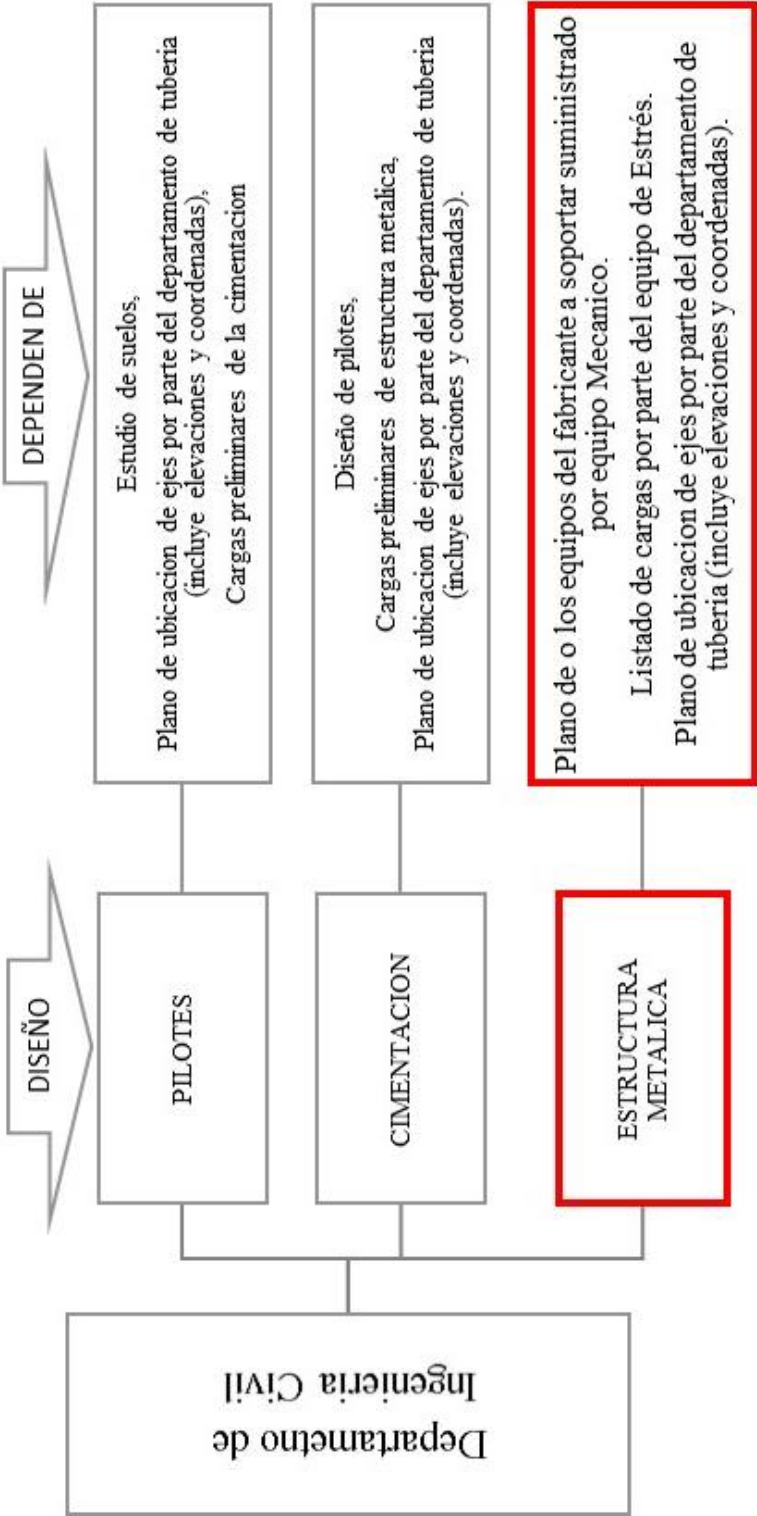 Departametno de
Ingenieria Civil
DISEÑO
DEPENDEN DE
PILOTES
Estudio de suelos,
Plano de ubicacion de ejes por parte del departamento de tuberia
(incluye elevaciones y coordenadas),
Cargas preliminares de la cimentacion
CIMENTACION
Diseño de pilotes,
Cargas preliminares de estructura metalica,
Plano de ubicacion de ejes por parte del departamento de tuberia
(incluye elevaciones y coordenadas).
ESTRUCTURA
METALICA
Plano de o los equipos del fabricante a soportar suministrado
por equipo Mecanico.
Listado de cargas por parte del equipo de Estrés.
Plano de ubicacion de ejes por parte del departamento de
tuberia (incluye elevaciones y coordenadas).